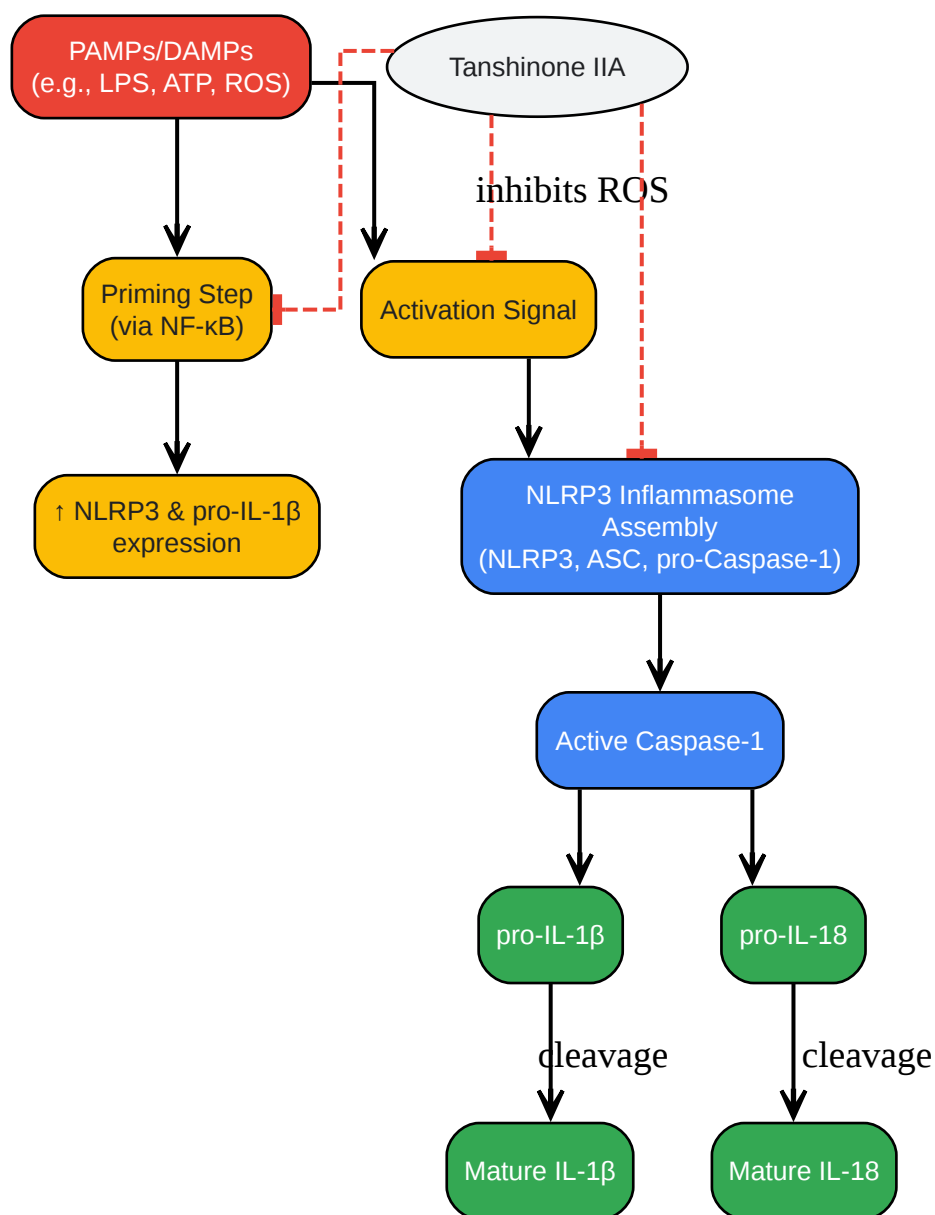 PAMPs/DAMPs
(e.g., LPS, ATP, ROS)
Tanshinone IIA
inhibits ROS
Priming Step
(via NF-κB)
Activation Signal
↑ NLRP3 & pro-IL-1β
expression
NLRP3 Inflammasome
Assembly
(NLRP3, ASC, pro-Caspase-1)
Active Caspase-1
pro-IL-1β
pro-IL-18
cleavage
cleavage
Mature IL-1β
Mature IL-18